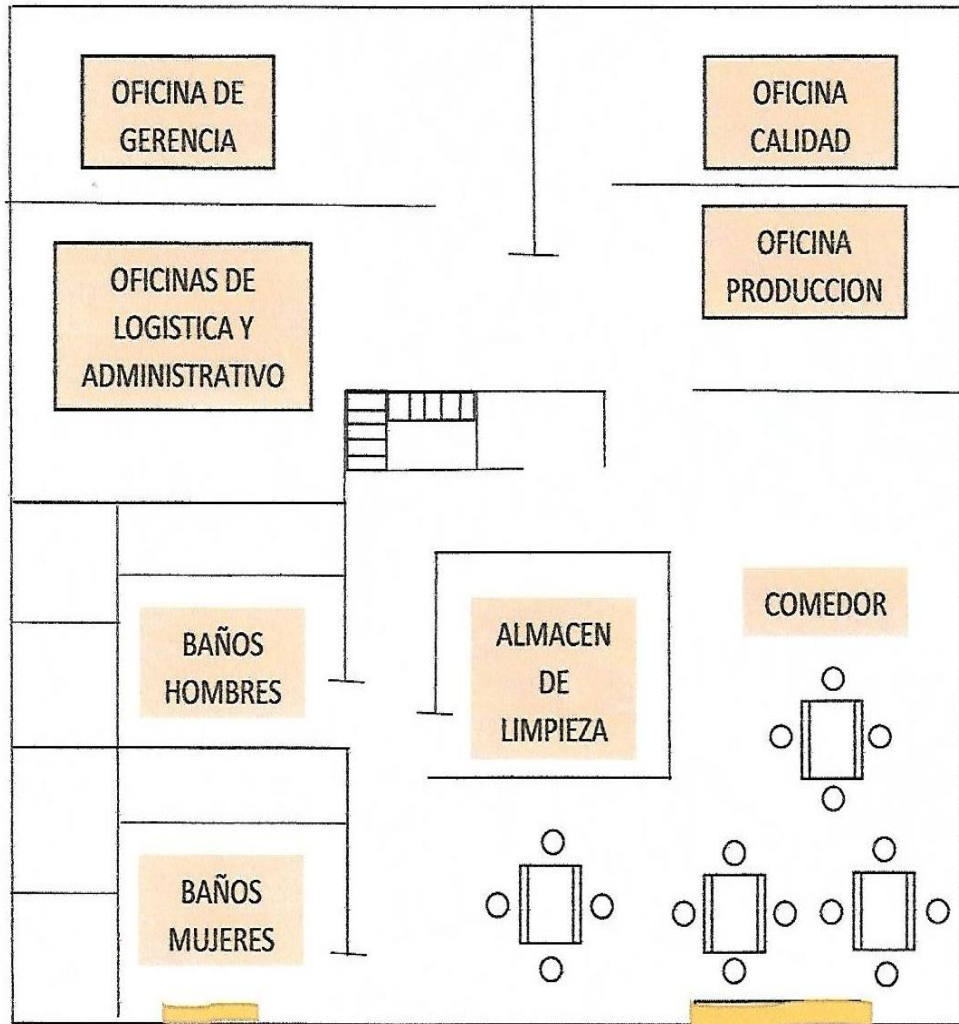 OFICINA DE
GERENCIA
OFICINA
CALIDAD
OFICINAS DE
LOGISTICA Y
ADMINISTRATIVO
OFICINA
PRODUCCION
BAÑOS
HOMBRES
ALMACEN
DE
LIMPIEZA
COMEDOR
BAÑOS
MUJERES